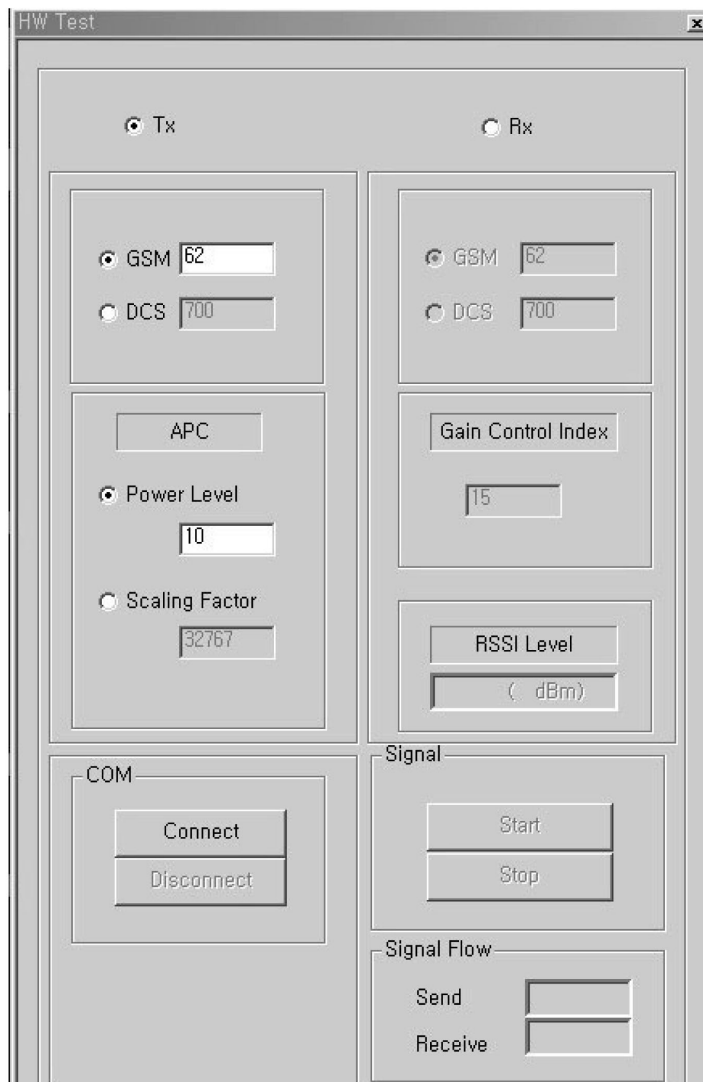 HW Test
Tx
Rx
GSM 62
DCS 700
GSM 62
DCS 700
APC
Power Level
10
Scaling Factor
32767
Gain Control Index
15
RSSI Level
( dBm)
COM
Connect
Disconnect
Signal
Start
Stop
Signal Flow
Send
Receive